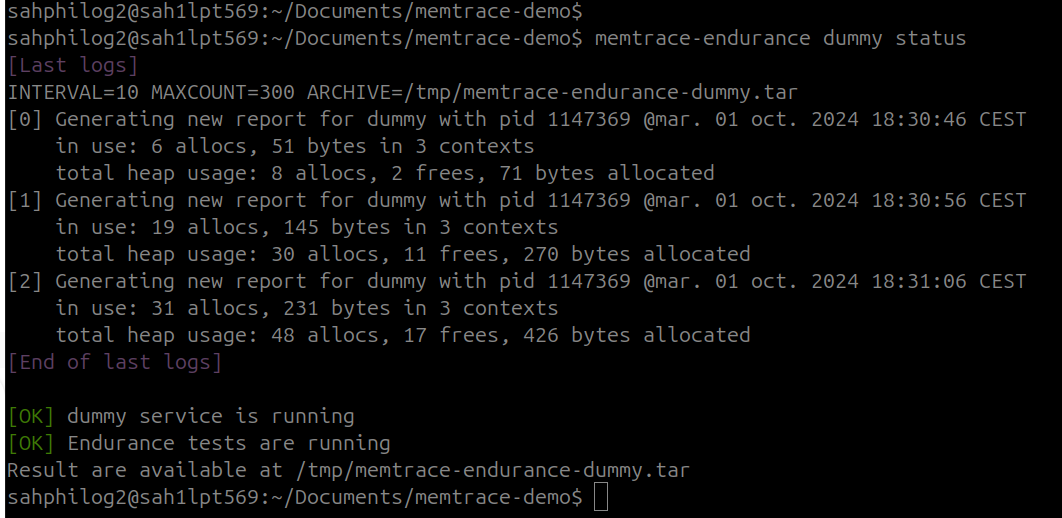 sahphilog2@sah1lpt569:~/Documents/memtrace-demo$
sahphilog2@sah1lpt569:~/Documents/memtrace-demo$ memtrace-endurance dummy status
[Last logs]
INTERVAL=10 MAXCOUNT=300 ARCHIVE=/tmp/memtrace-endurance-dummy.tar
[0] Generating new report for dummy with pid 1147369 @mar. 01 oct. 2024 18:30:46 CEST
    in use: 6 allocs, 51 bytes in 3 contexts
    total heap usage: 8 allocs, 2 frees, 71 bytes allocated
[1] Generating new report for dummy with pid 1147369 @mar. 01 oct. 2024 18:30:56 CEST
    in use: 19 allocs, 145 bytes in 3 contexts
    total heap usage: 30 allocs, 11 frees, 270 bytes allocated
[2] Generating new report for dummy with pid 1147369 @mar. 01 oct. 2024 18:31:06 CEST
    in use: 31 allocs, 231 bytes in 3 contexts
    total heap usage: 48 allocs, 17 frees, 426 bytes allocated
[End of last logs]
[OK] dummy service is running
[OK] Endurance tests are running
Result are available at /tmp/memtrace-endurance-dummy.tar
sahphilog2@sah1lpt569:~/Documents/memtrace-demo$